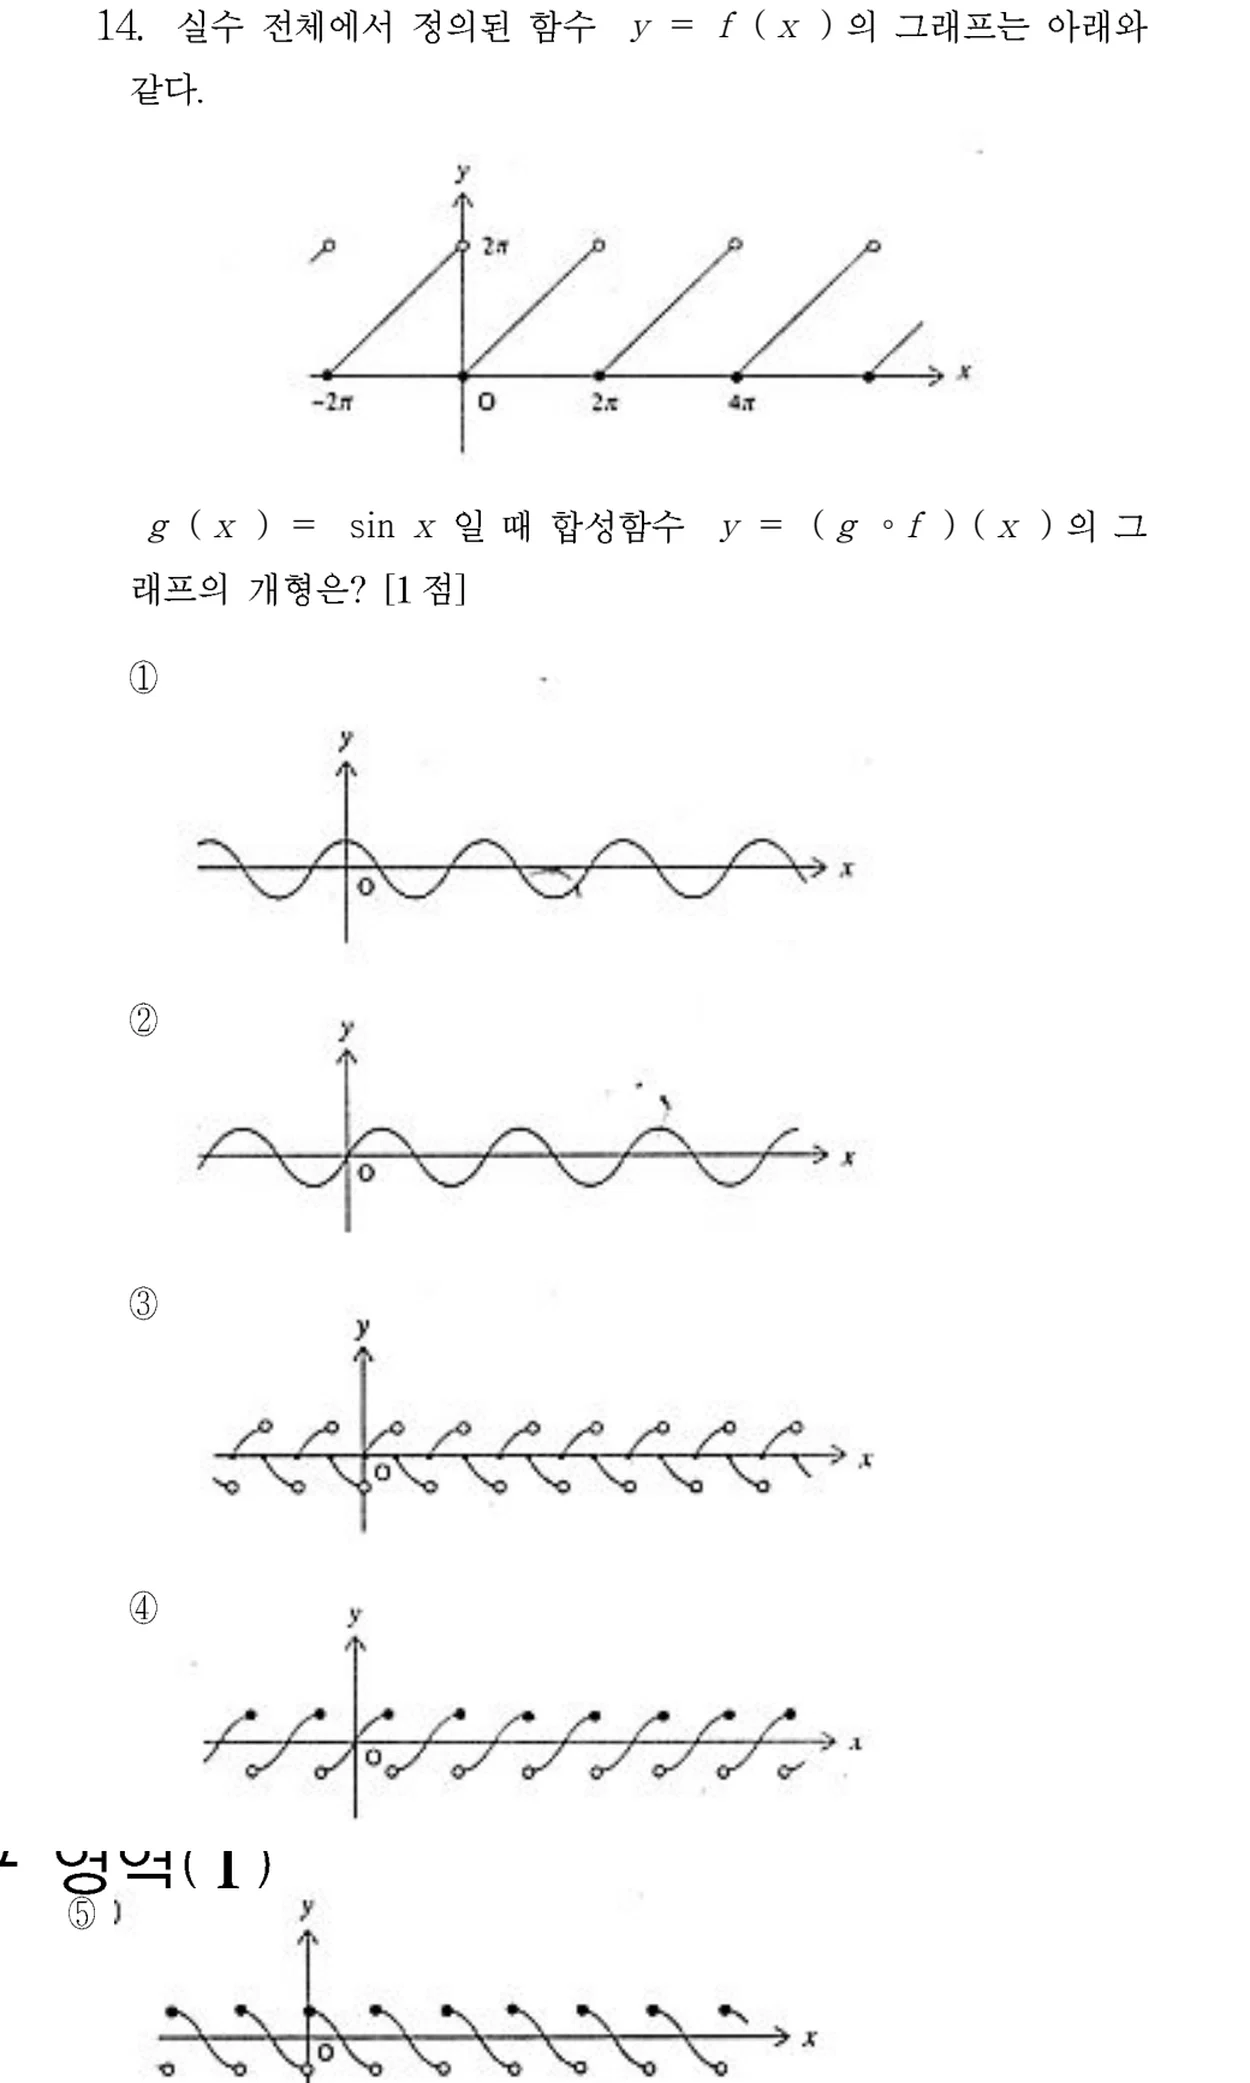 14. 실수 전체에서 정의된 함수 y = f ( x ) 의 그래프는 아래와
같다.
y
2π
x
-2π O 2π 4π
g ( x ) = sin x 일 때 합성함수 y = ( g ∘ f ) ( x ) 의 그
래프의 개형은? [1 점]
①
y
O x
②
y
O x
③
y
O x
④
y
O x
영역(1)
⑤ )
y
O x